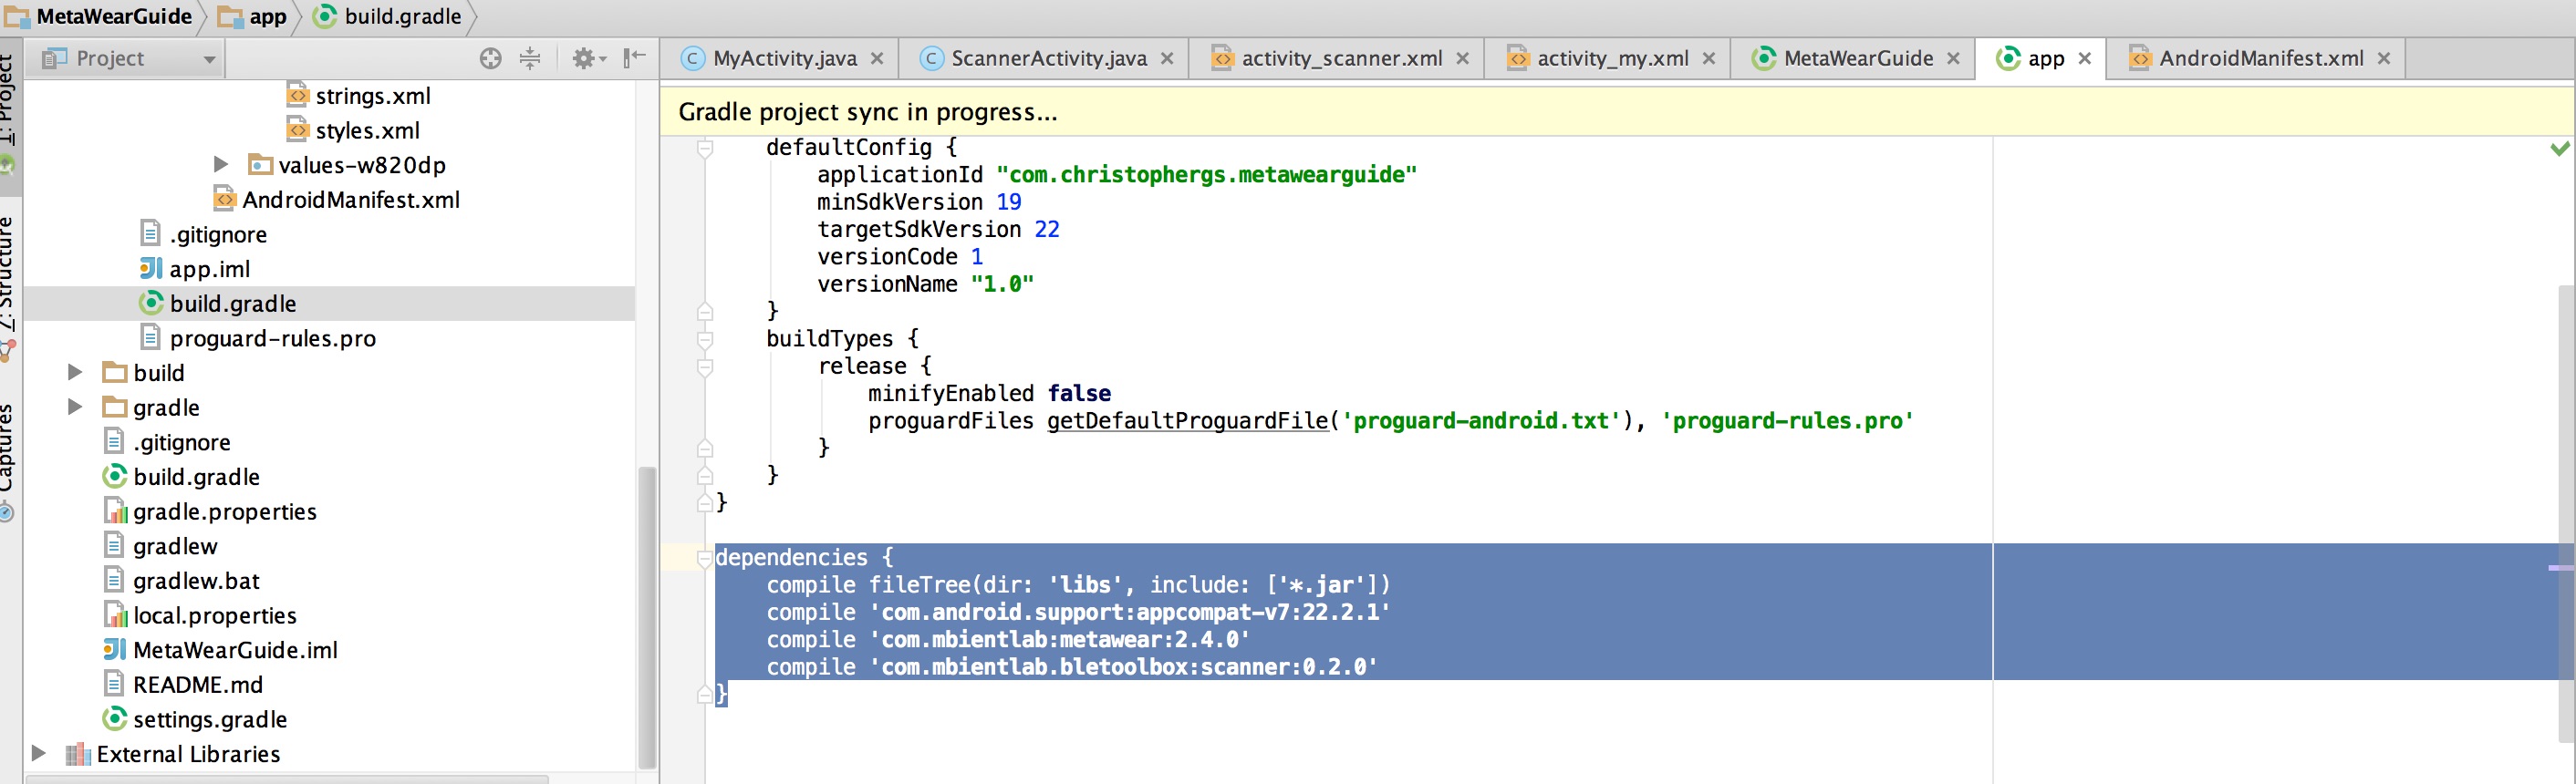 MetaWearGuide app build.gradle
1: Project
Z: Structure
Captures
Project
strings.xml
styles.xml
values-w820dp
AndroidManifest.xml
.gitignore
app.iml
build.gradle
proguard-rules.pro
build
gradle
.gitignore
build.gradle
gradle.properties
gradlew
gradlew.bat
local.properties
MetaWearGuide.iml
README.md
settings.gradle
External Libraries
MyActivity.java ScannerActivity.java activity_scanner.xml activity_my.xml MetaWearGuide app AndroidManifest.xml
Gradle project sync in progress...
defaultConfig {
applicationId "com.christophergs.metawearguide"
minSdkVersion 19
targetSdkVersion 22
versionCode 1
versionName "1.0"
}
buildTypes {
release {
minifyEnabled false
proguardFiles getDefaultProguardFile('proguard-android.txt'), 'proguard-rules.pro'
}
}
}
dependencies {
compile fileTree(dir: 'libs', include: ['*.jar'])
compile 'com.android.support:appcompat-v7:22.2.1'
compile 'com.mbientlab:metawear:2.4.0'
compile 'com.mbientlab.bletoolbox:scanner:0.2.0'
}